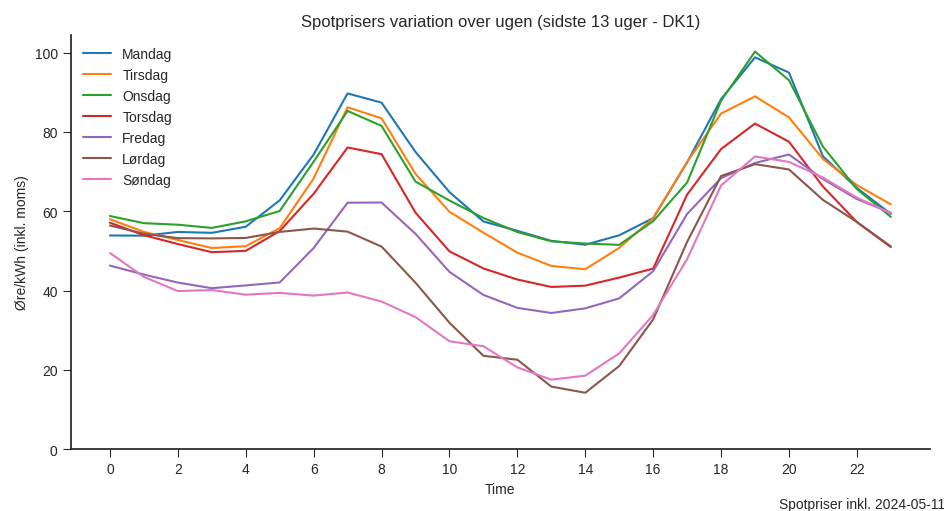 Spotprisers variation over ugen (sidste 13 uger - DK1)
Mandag
Tirsdag
Onsdag
Torsdag
Fredag
Lørdag
Søndag
Øre/kWh (inkl. moms)
100
80
60
40
20
0
0 2 4 6 8 10 12 14 16 18 20 22
Time
Spotpriser inkl. 2024-05-11